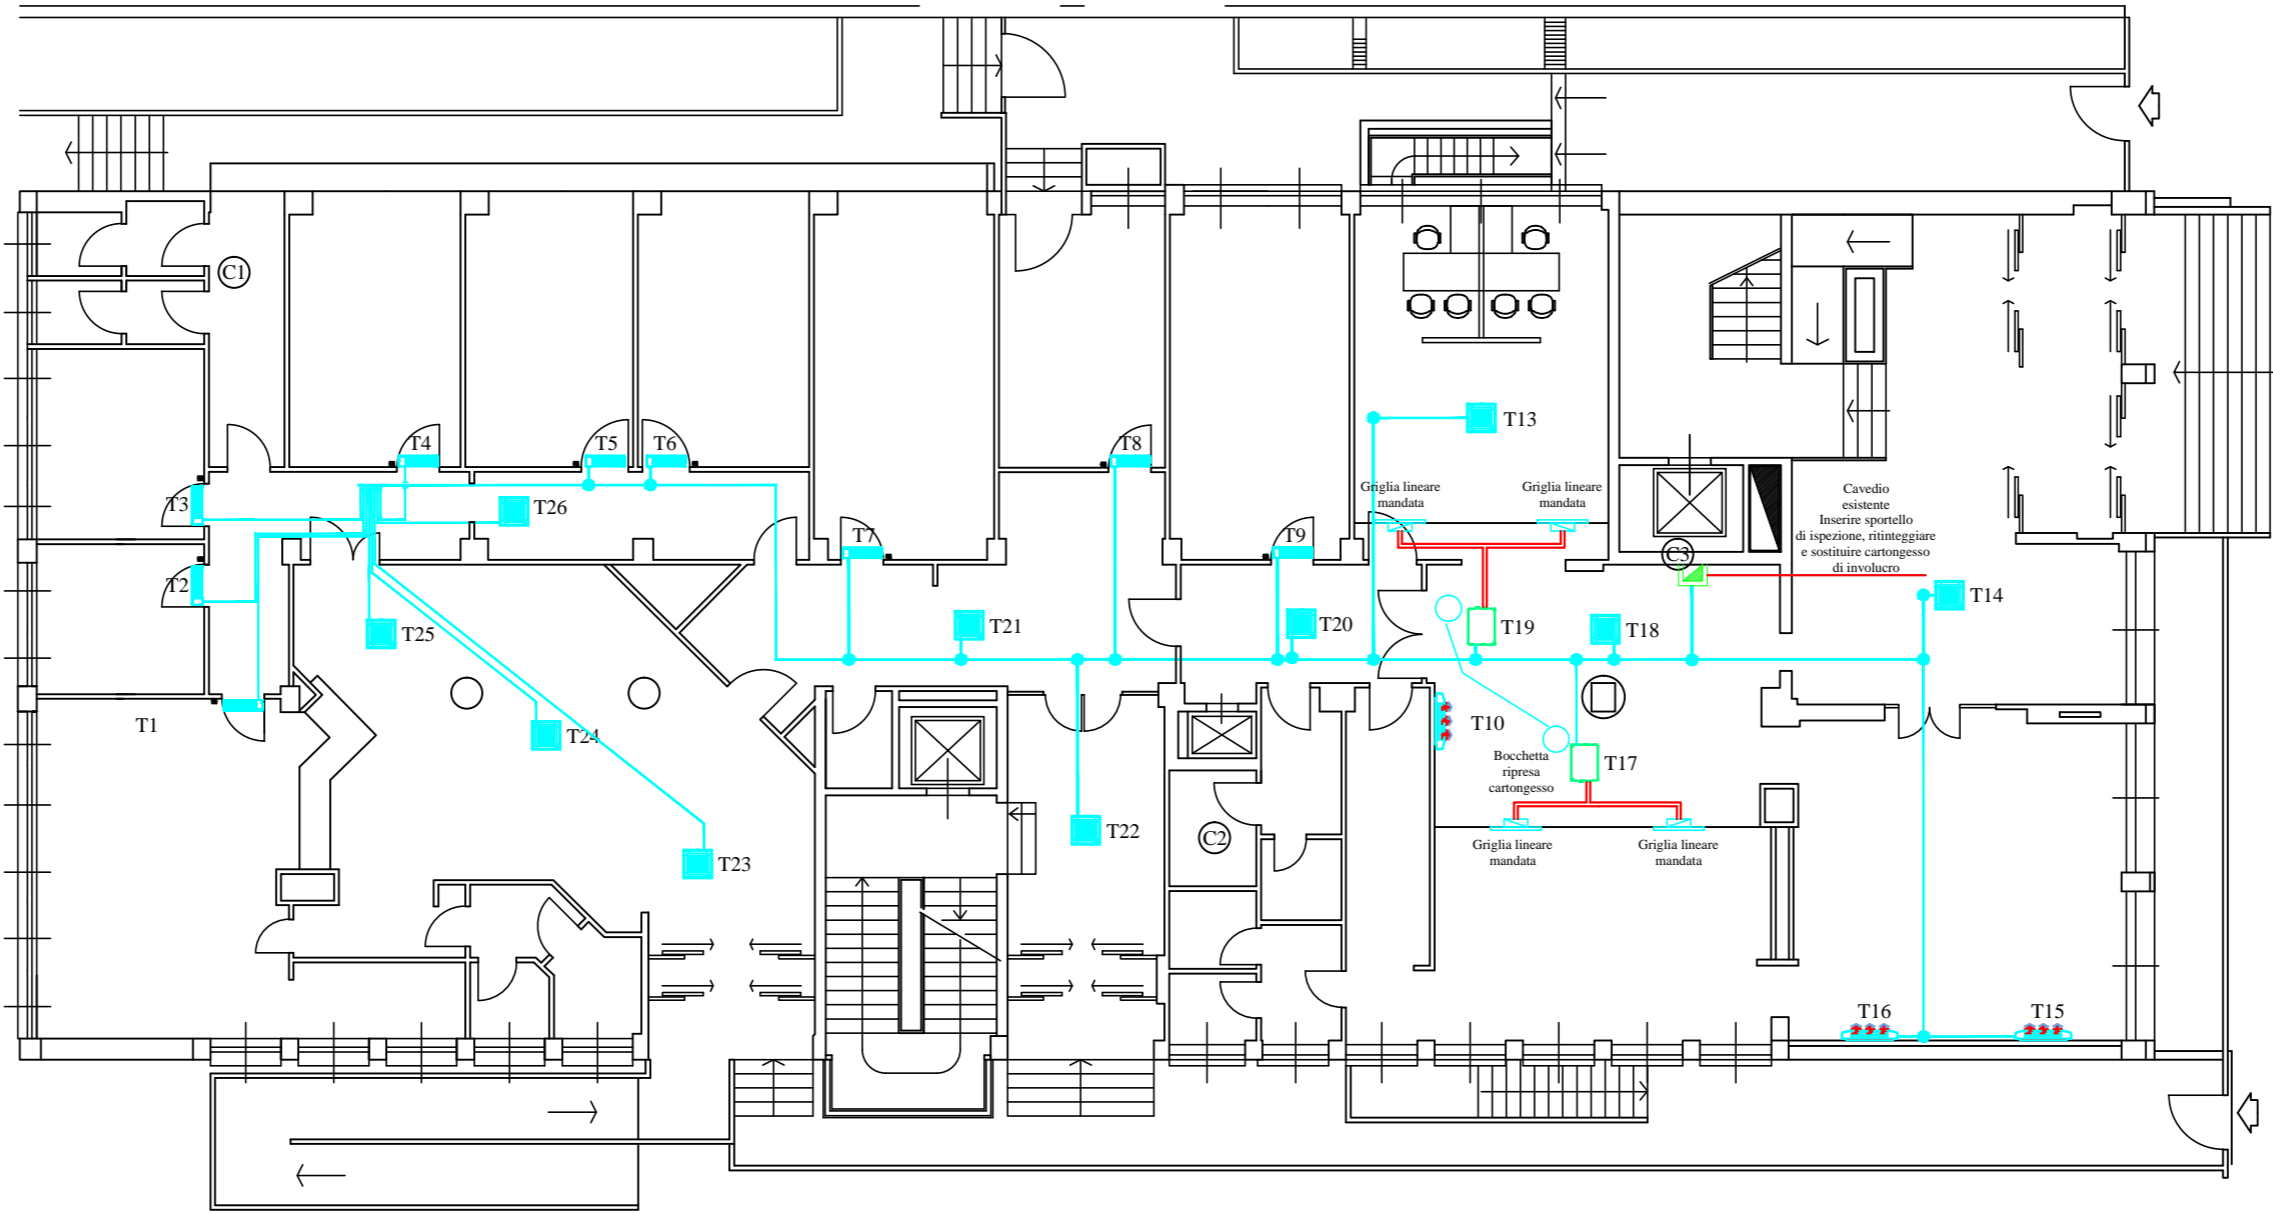 C1
T4
T5
T6
T8
T13
Griglia lineare
mandata
Griglia lineare
mandata
Cavedio
esistente
Inserire sportello
di ispezione, ritinteggiare
e sostituire cartongesso
di involucro
T3
T26
T7
T9
C3
T2
T14
T25
T21
T20
T19
T18
T1
T24
T10
Bocchetta
ripresa
cartongesso
T17
T22
C2
Griglia lineare
mandata
Griglia lineare
mandata
T23
T16
T15